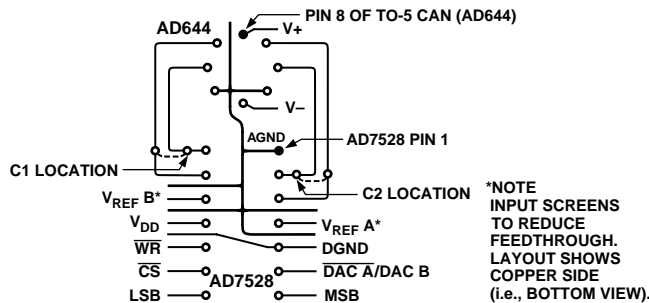 PIN 8 OF TO-5 CAN (AD644)
AD644
V+
V–
AGND
AD7528 PIN 1
C1 LOCATION
C2 LOCATION
VREF B*
VDD
VREF A*
WR
DGND
CS
AD7528
DAC A/DAC B
LSB
MSB
*NOTE
INPUT SCREENS
TO REDUCE
FEEDTHROUGH.
LAYOUT SHOWS
COPPER SIDE
(i.e., BOTTOM VIEW).